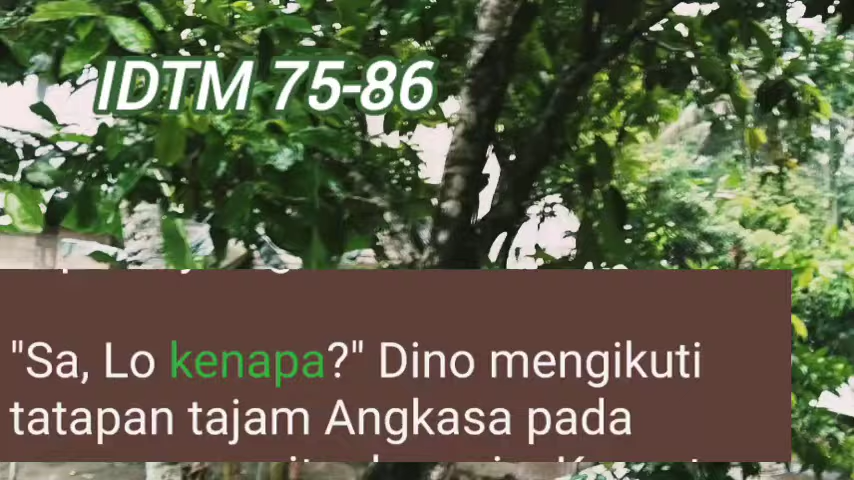 IDTM 75-86
"Sa, Lo kenapa?" Dino mengikuti
tatapan tajam Angkasa pada